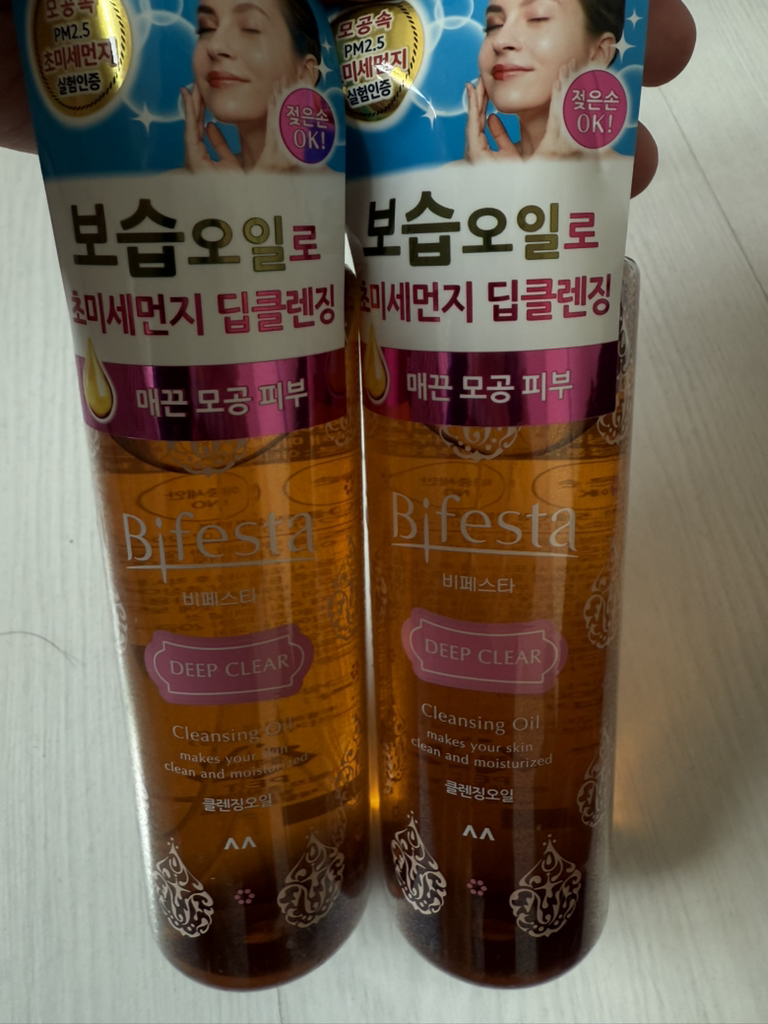 모공속
PM2.5
초미세먼지
실험인증
젖은손
OK!
보습오일로
초미세먼지 딥클렌징
매끈 모공 피부
Bifesta
비페스타
DEEP CLEAR
Cleansing Oil
makes your skin
clean and moisturized
클렌징오일
모공속
PM2.5
미세먼지
실험인증
젖은손
OK!
보습오일로
초미세먼지 딥클렌징
매끈 모공 피부
Bifesta
비페스타
DEEP CLEAR
Cleansing Oil
makes your skin
clean and moisturized
클렌징오일